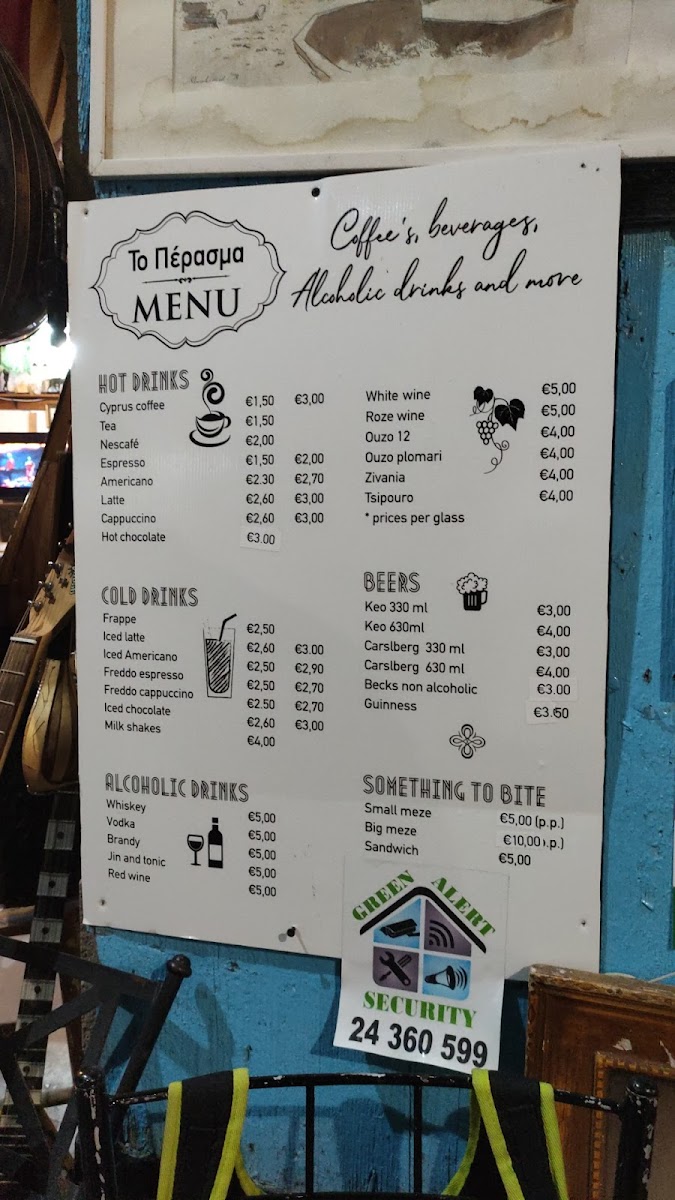 Το Πέρασμα
MENU
Coffee's, beverages,
Alcoholic drinks and more
HOT DRINKS
Cyprus coffee €1,50 €3,00
Tea €1,50
Nescafé €2,00
Espresso €1,50 €2,00
Americano €2.30 €2,70
Latte €2,60 €3,00
Cappuccino €2,60 €3,00
Hot chocolate €3.00
COLD DRINKS
Frappe €2,50
Iced latte €2,60 €3.00
Iced Americano €2,50 €2,90
Freddo espresso €2,50 €2,70
Freddo cappuccino €2.50 €2,70
Iced chocolate €2,60 €3,00
Milk shakes €4,00
ALCOHOLIC DRINKS
Whiskey €5,00
Vodka €5,00
Brandy €5,00
Jin and tonic €5,00
Red wine €5,00
White wine €5,00
Roze wine €5,00
Ouzo 12 €4,00
Ouzo plomari €4,00
Zivania €4,00
Tsipouro €4,00
* prices per glass
BEERS
Keo 330 ml €3,00
Keo 630ml €4,00
Carslberg 330 ml €3,00
Carslberg 630 ml €4,00
Becks non alcoholic €3.00
Guinness €3.60
SOMETHING TO BITE
Small meze €5,00 (p.p.)
Big meze €10,00 .p.)
Sandwich €5,00
GREEN ALERT
SECURITY
24 360 599